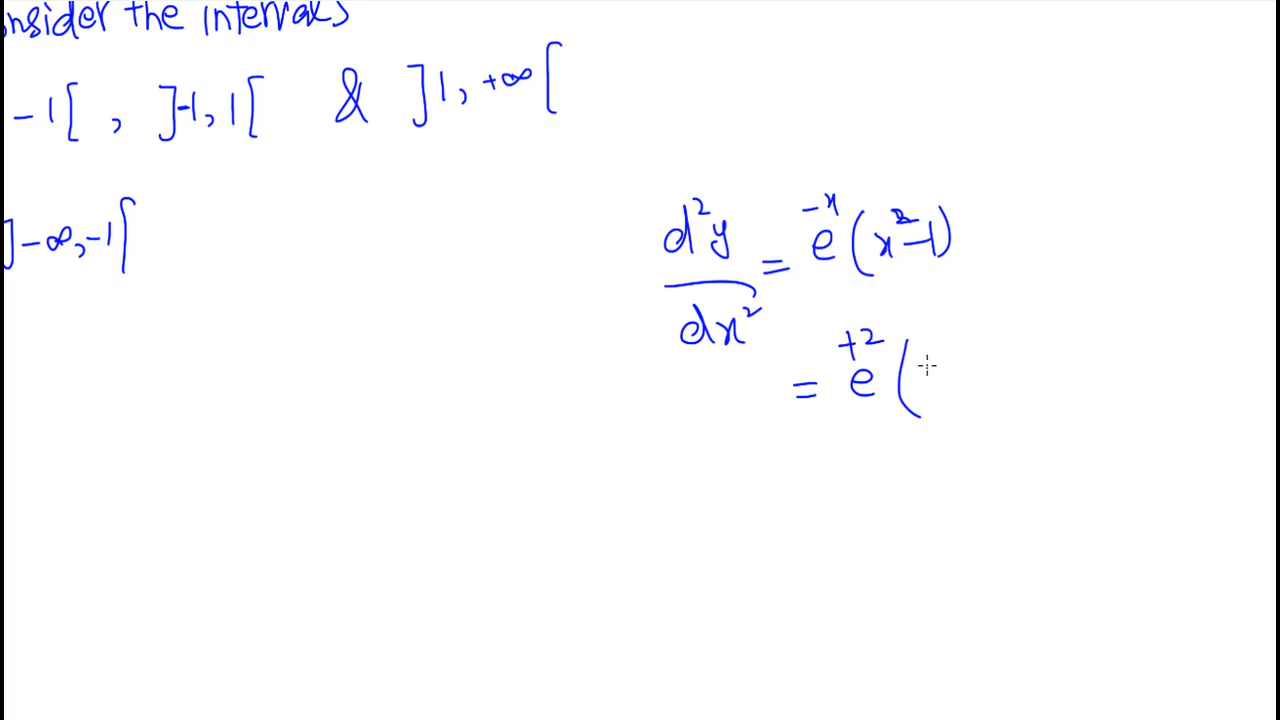 nsider the intervals
-1[ , ]-1, 1[ & ]1, +∞[
]-∞, -1[
d²y/dx² = e^-x (x²-1)
= e^+2 (